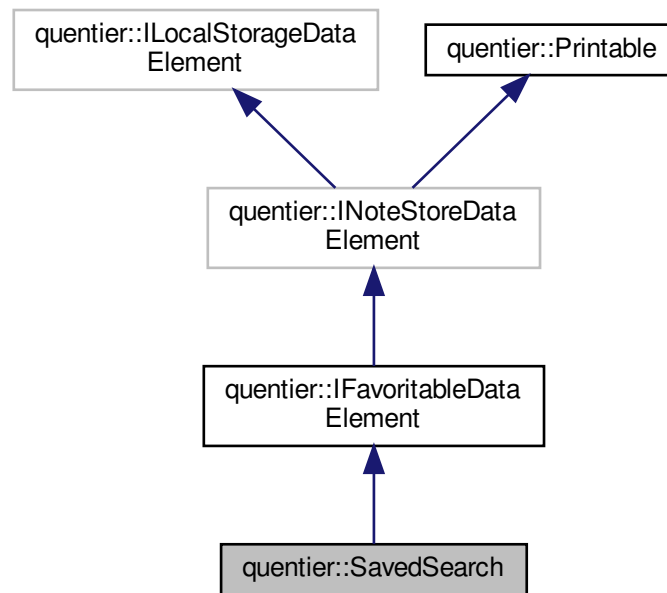 quentier::ILocalStorageData
Element
quentier::Printable
quentier::INoteStoreData
Element
quentier::IFavoritableData
Element
quentier::SavedSearch